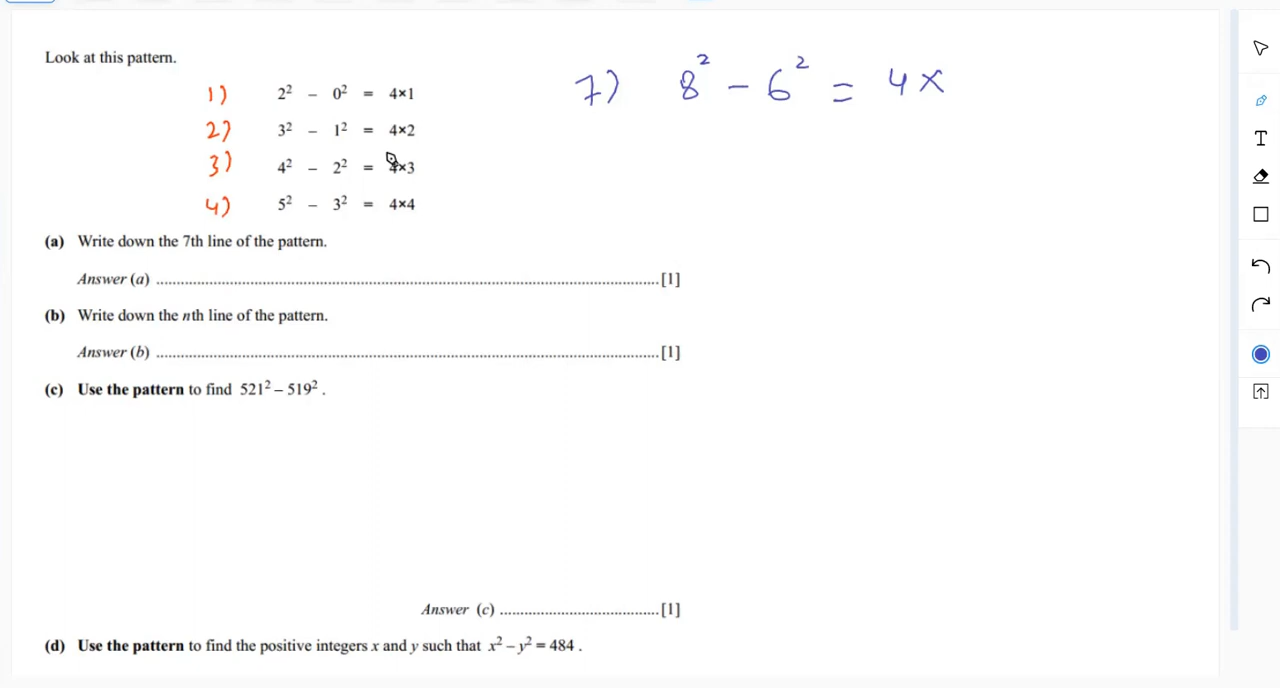 Look at this pattern.
7) 8² – 6² = 4 ×
1) 2² – 0² = 4×1
2) 3² – 1² = 4×2
3) 4² – 2² = 4×3
4) 5² – 3² = 4×4
(a) Write down the 7th line of the pattern.
Answer (a) ........................................ [1]
(b) Write down the nth line of the pattern.
Answer (b) ........................................ [1]
(c) Use the pattern to find 521² – 519² .
Answer (c) ........................................ [1]
(d) Use the pattern to find the positive integers x and y such that x² – y² = 484 .
T